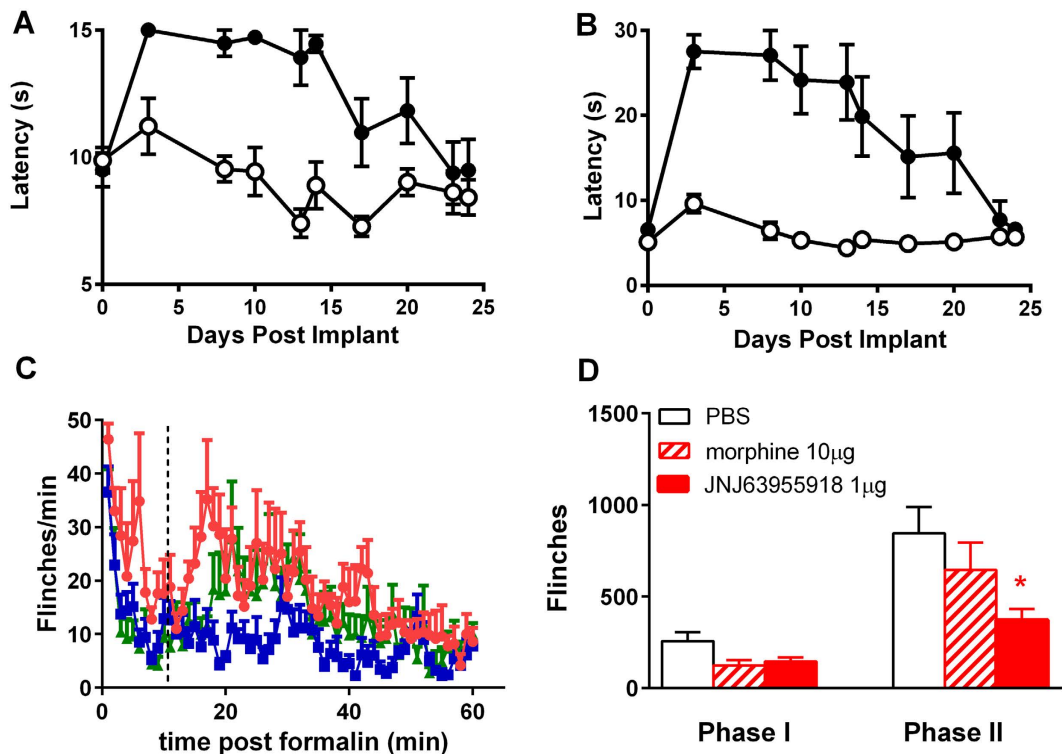 A
Latency (s)
15
10
5
0 5 10 15 20 25
Days Post Implant
B
Latency (s)
30
20
10
0
0 5 10 15 20 25
Days Post Implant
C
Flinches/min
50
40
30
20
10
0
0 20 40 60
time post formalin (min)
D
Flinches
1500
1000
500
0
PBS
morphine 10µg
JNJ63955918 1µg
*
Phase I Phase II